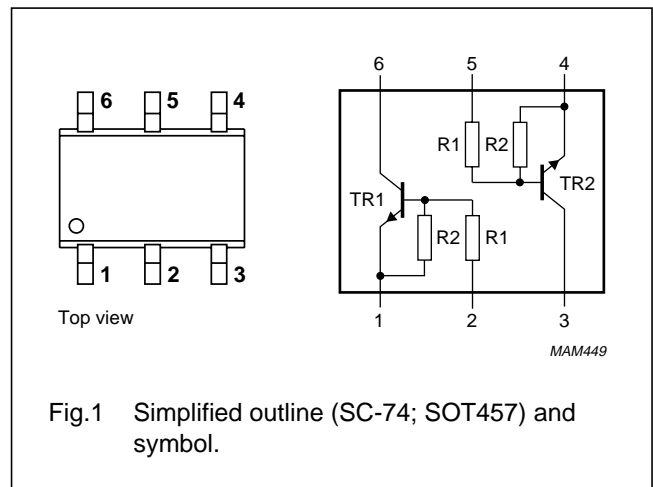 6 5 4
1 2 3
Top view
6 5 4
R1 R2
TR1 TR2
R2 R1
1 2 3
MAM449
Fig.1 Simplified outline (SC-74; SOT457) and
symbol.